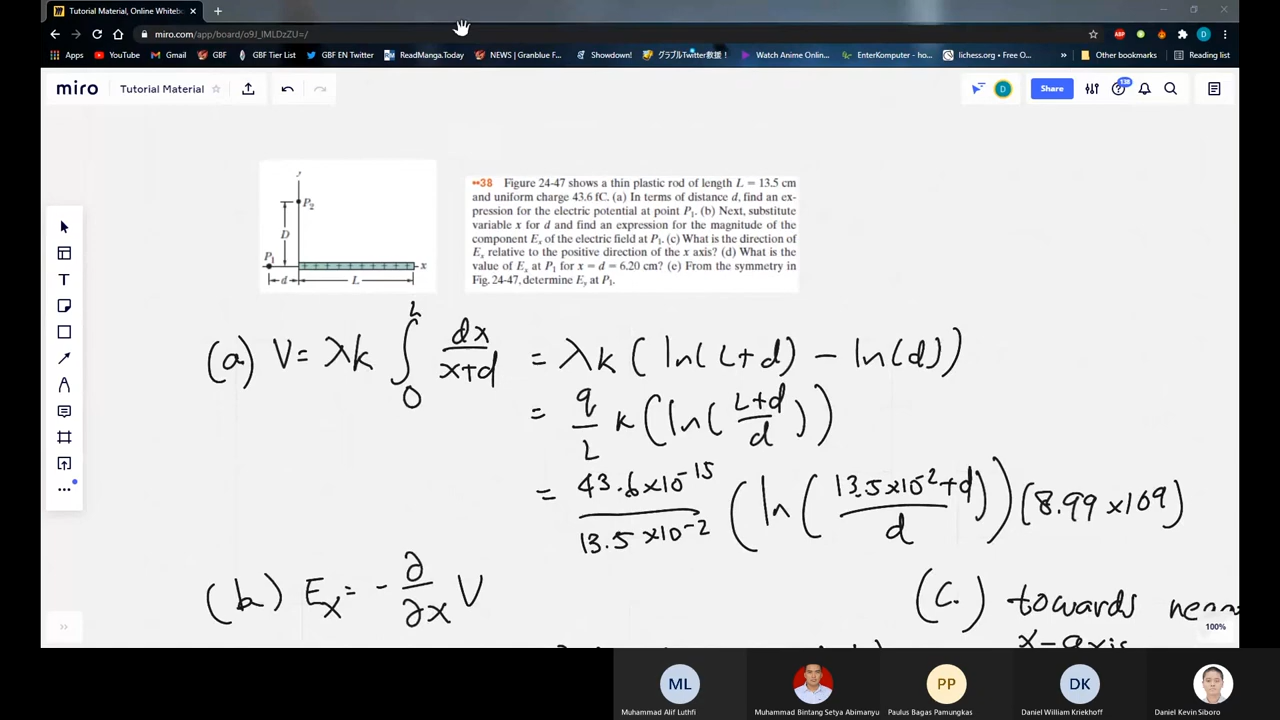 Tutorial Material, Online Whitebo
miro.com/app/board/o9J_lMLDzZU=/
Apps YouTube Gmail GBF GBF Tier List GBF EN Twitter ReadManga.Today NEWS | Granblue F... Showdown! グラブルTwitter救援! Watch Anime Onlin... EnterKomputer - ho... lichess.org • Free O... » Other bookmarks Reading list
miro Tutorial Material Share 138 D
y
P₂
D
P₁
x
d L
••38 Figure 24-47 shows a thin plastic rod of length L = 13.5 cm
and uniform charge 43.6 fC. (a) In terms of distance d, find an ex-
pression for the electric potential at point P₁. (b) Next, substitute
variable x for d and find an expression for the magnitude of the
component Eₓ of the electric field at P₁. (c) What is the direction of
Eₓ relative to the positive direction of the x axis? (d) What is the
value of Eₓ at P₁ for x = d = 6.20 cm? (e) From the symmetry in
Fig. 24-47, determine Eᵧ at P₁.
(a) V = λk ∫₀ᴸ dx/(x+d) = λk (ln(L+d) − ln(d))
= q/L k (ln((L+d)/d))
= 43.6x10⁻¹⁵/13.5x10⁻² (ln((13.5x10⁻²+d)/d)) (8.99x109)
(b) Eₓ = - ∂/∂x V
(c.) towards
x-axis
100%
ML PP DK
Muhammad Alif Luthfi Muhammad Bintang Setya Abimanyu Paulus Bagas Pamungkas Daniel William Kriekhoff Daniel Kevin Siboro